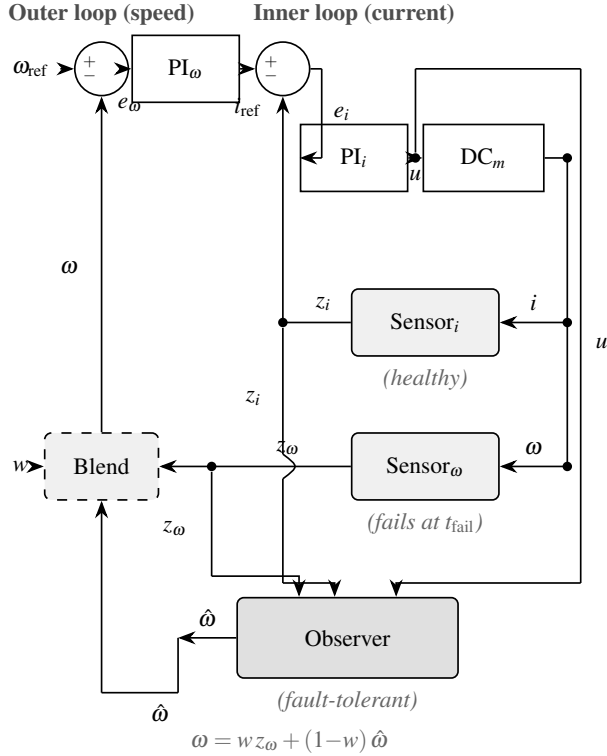 Outer loop (speed)
Inner loop (current)
ω_ref
+
−
e_ω
PI_ω
i_ref
+
−
e_i
PI_i
u
DC_m
ω
z_i
Sensor_i
i
(healthy)
u
z_i
w
Blend
z_ω
Sensor_ω
ω
z_ω
(fails at t_fail)
ω̂
Observer
ω̂
(fault-tolerant)
ω = w z_ω + (1−w) ω̂